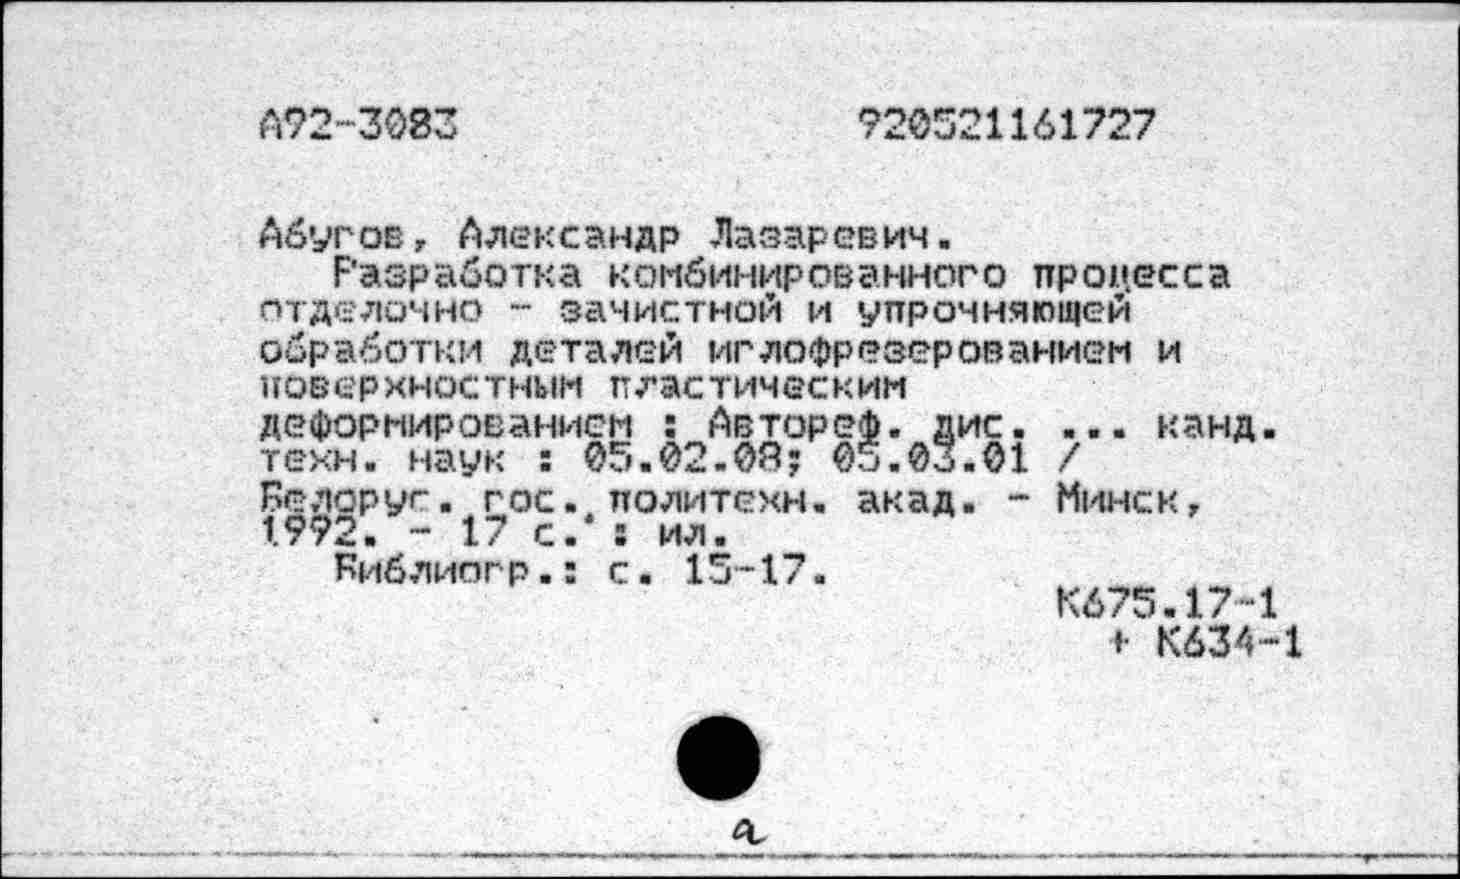 А92-3083 920521161727
Абугов, Александр Лазаревич.
Разработка комбинированного процесса
отделочно - зачистной и упрочняющей
обработки деталей иглофрезерованием и
поверхностным пластическим
деформированием : Автореф. дис. ... канд.
техн. наук : 05.02.08; 05.03.01 /
Белорус. гос. политехн. акад. - Минск,
1992. - 17 с. : ил.
Библиогр.: с. 15-17.
К675.17-1
+ К634-1
а